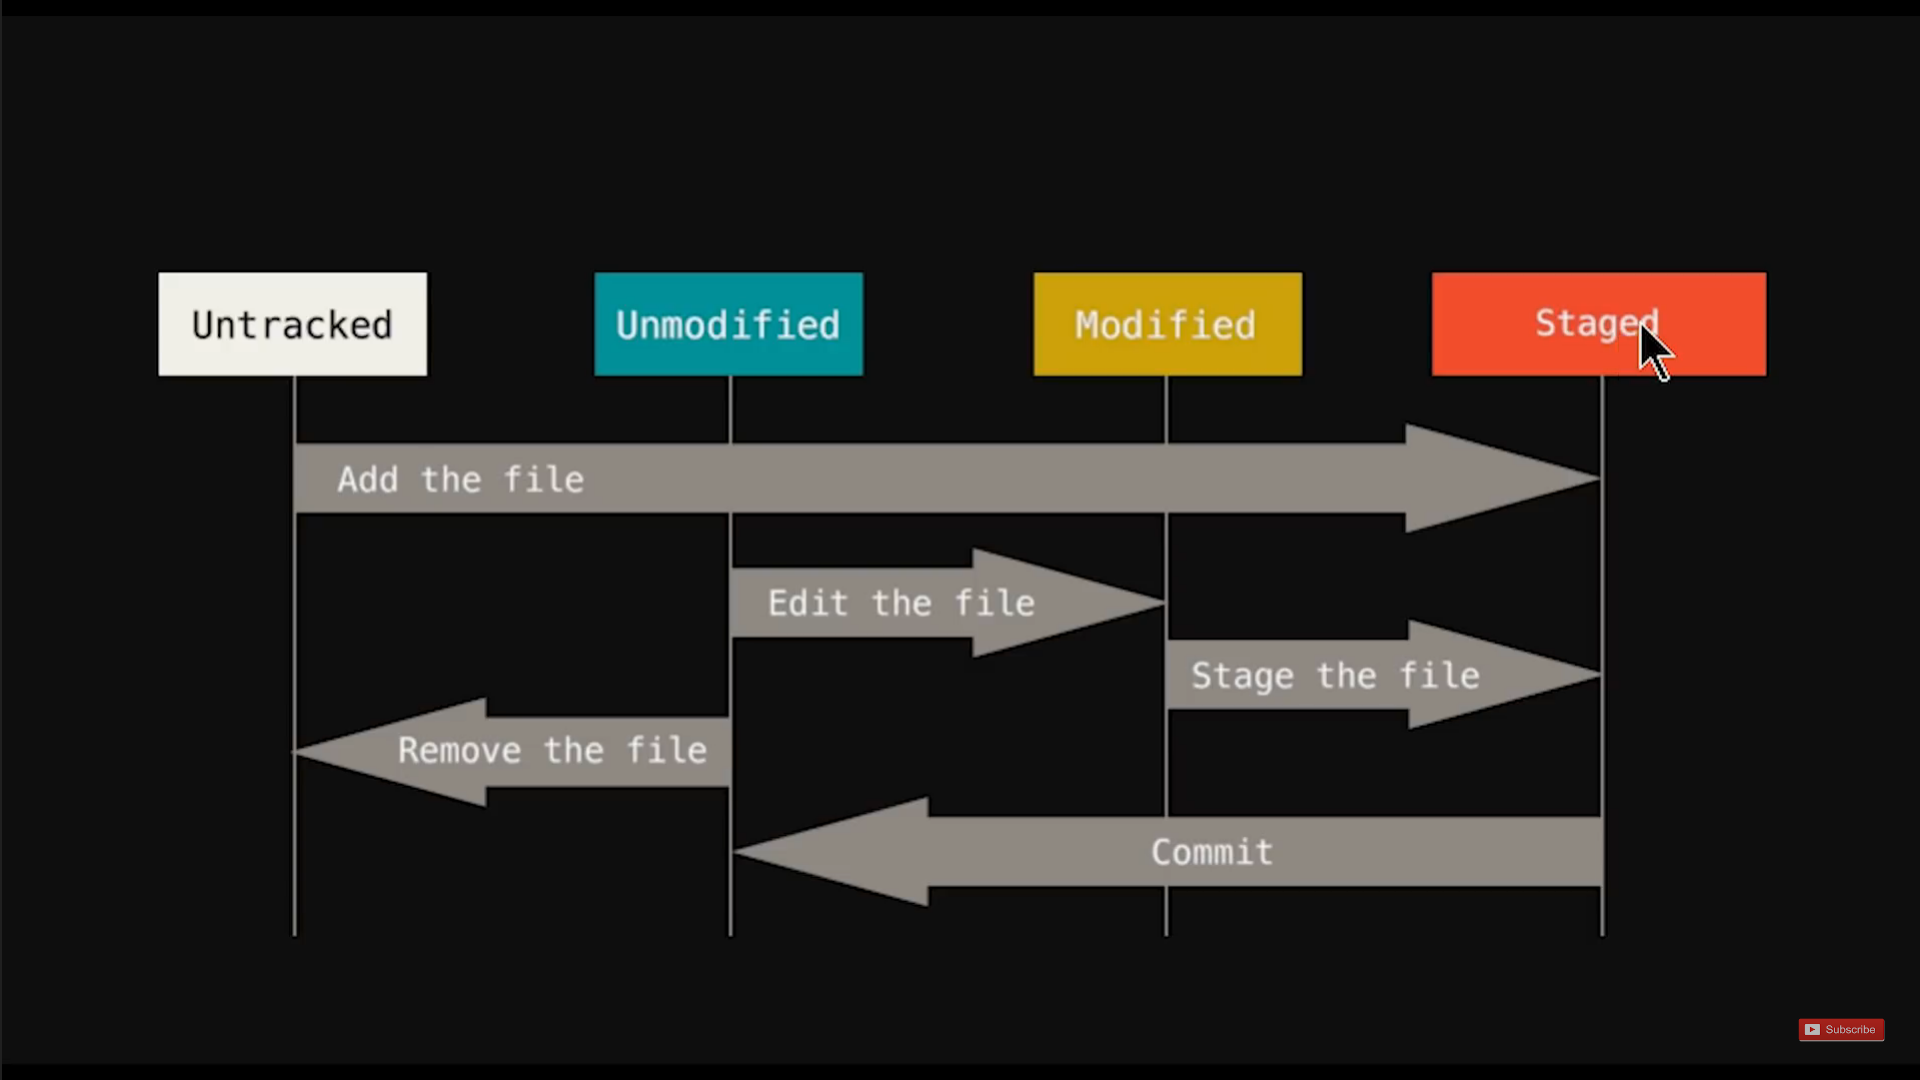 Untracked
Unmodified
Modified
Staged
Add the file
Edit the file
Stage the file
Remove the file
Commit
Subscribe